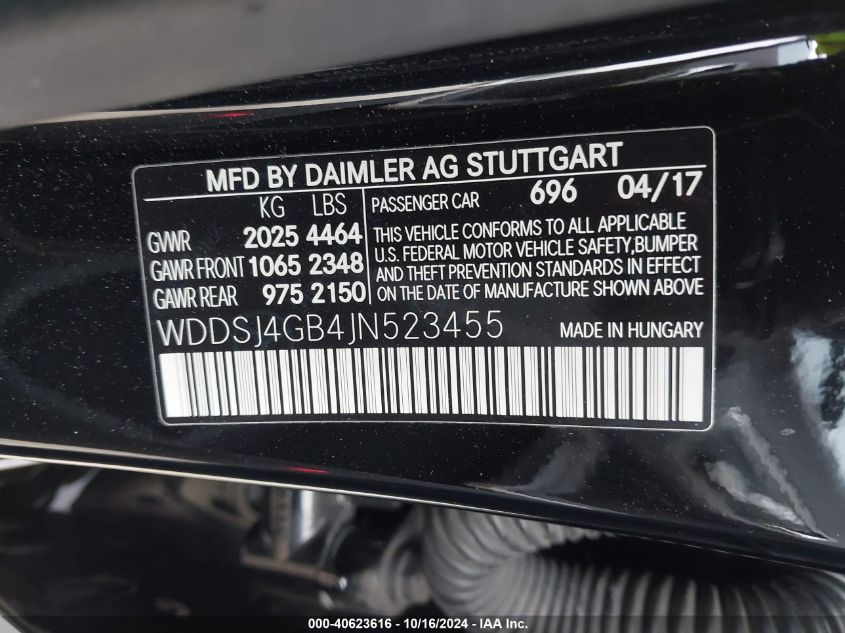 MFD BY DAIMLER AG STUTTGART
KG LBS
GVWR 2025 4464
GAWR FRONT 1065 2348
GAWR REAR 975 2150
PASSENGER CAR 696 04/17
THIS VEHICLE CONFORMS TO ALL APPLICABLE
U.S. FEDERAL MOTOR VEHICLE SAFETY,BUMPER
AND THEFT PREVENTION STANDARDS IN EFFECT
ON THE DATE OF MANUFACTURE SHOWN ABOVE
WDDSJ4GB4JN523455 MADE IN HUNGARY
000-40623616 - 10/16/2024 - IAA Inc.